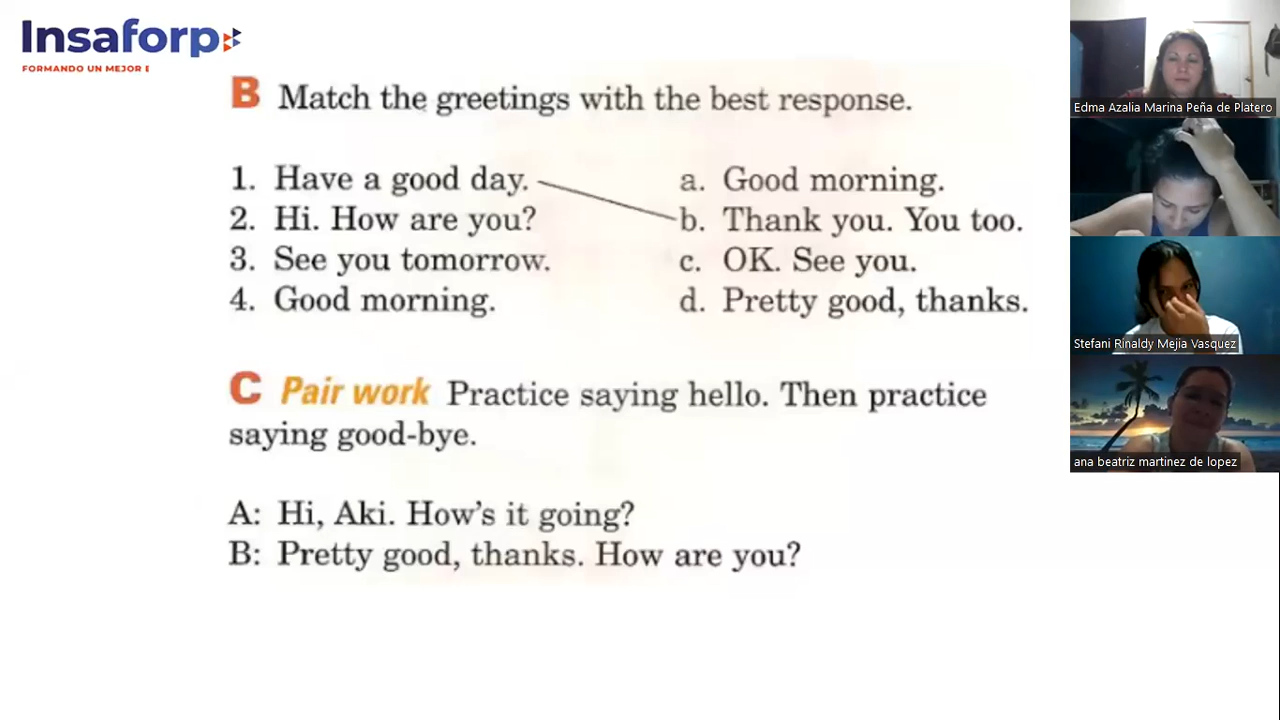 Insaforp
FORMANDO UN MEJOR E
B Match the greetings with the best response.
1. Have a good day.
2. Hi. How are you?
3. See you tomorrow.
4. Good morning.
a. Good morning.
b. Thank you. You too.
c. OK. See you.
d. Pretty good, thanks.
C Pair work Practice saying hello. Then practice
saying good-bye.
A: Hi, Aki. How's it going?
B: Pretty good, thanks. How are you?
Edma Azalia Marina Peña de Platero
Stefani Rinaldy Mejía Vasquez
ana beatriz martinez de lopez